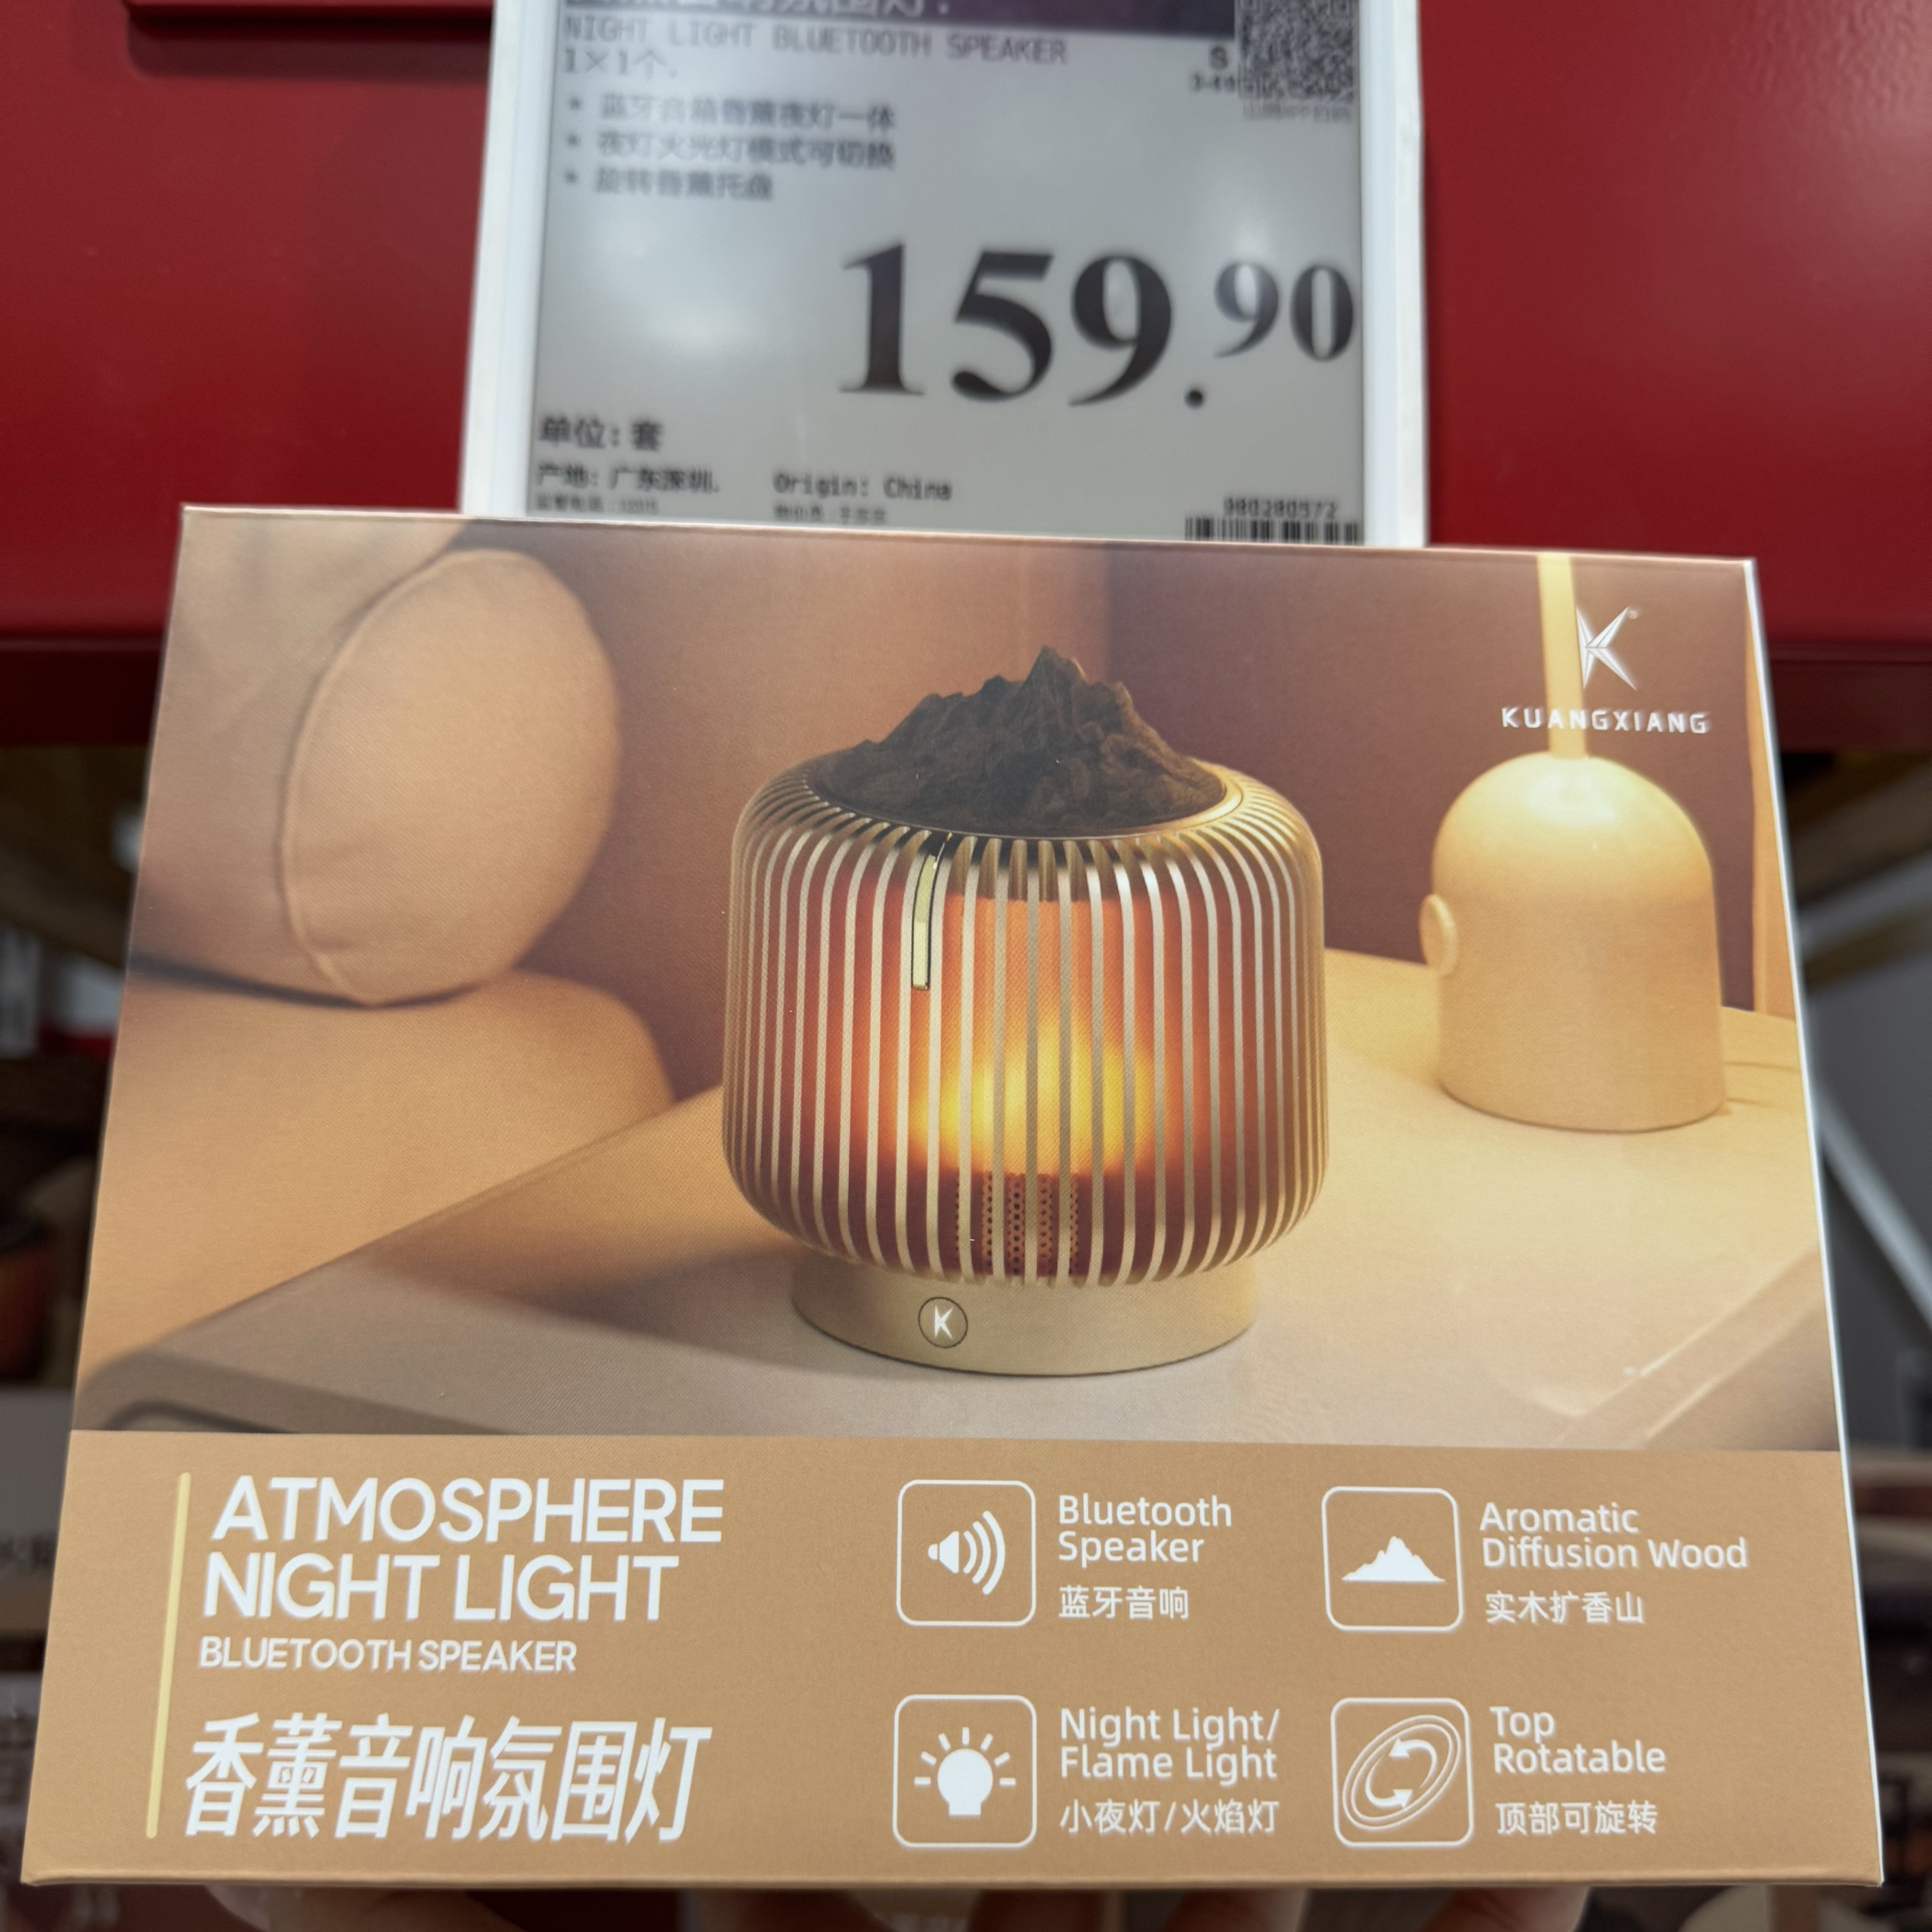 NIGHT LIGHT BLUETOOTH SPEAKER
1×1个.
• 蓝牙音箱香薰夜灯一体
• 夜灯火光灯模式可切换
• 旋转香薰托盘
159.90
单位: 套
产地: 广东深圳.
Origin: China
980280572
K
KUANGXIANG
K
ATMOSPHERE
NIGHT LIGHT
BLUETOOTH SPEAKER
香薰音响氛围灯
Bluetooth
Speaker
蓝牙音响
Aromatic
Diffusion Wood
实木扩香山
Night Light/
Flame Light
小夜灯/火焰灯
Top
Rotatable
顶部可旋转